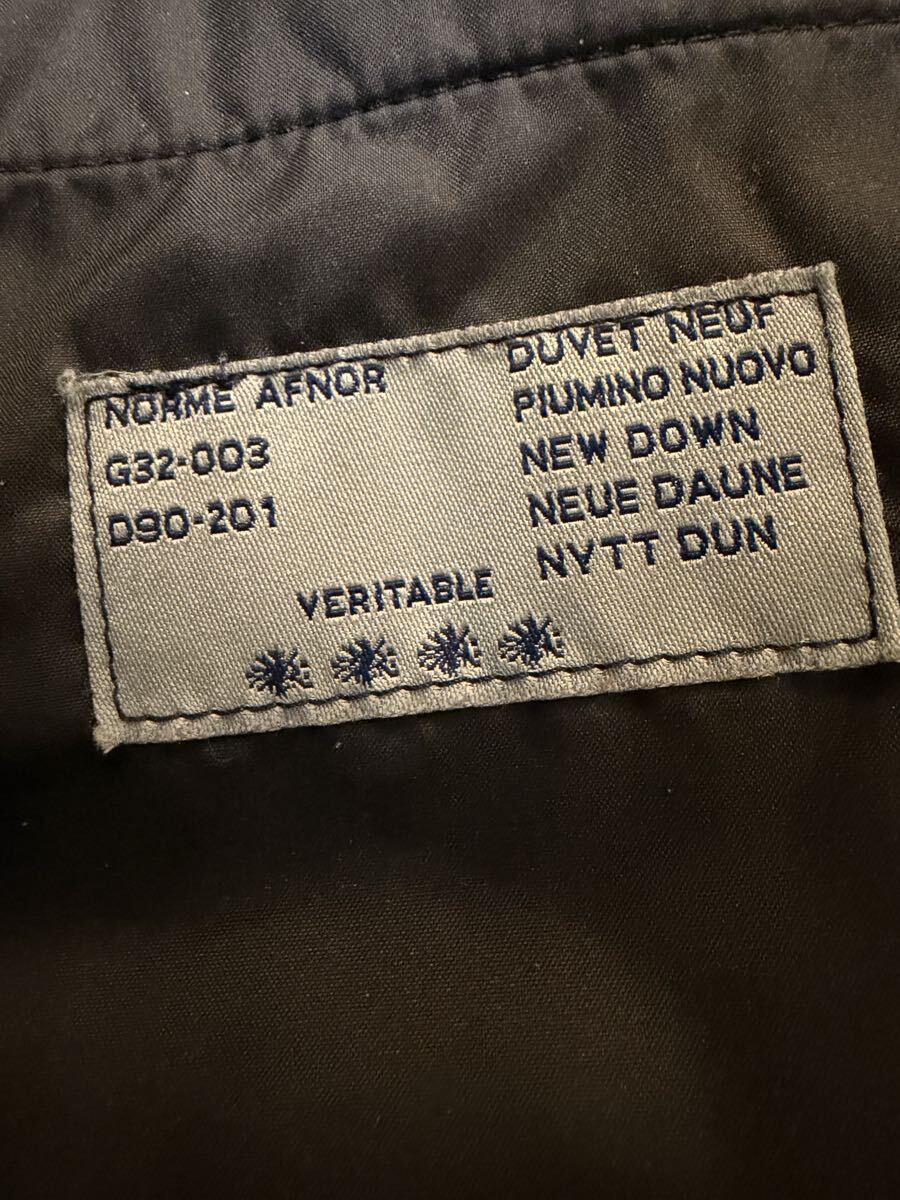 NORME AFNOR
G32-003
D90-201
DUVET NEUF
PIUMINO NUOVO
NEW DOWN
NEUE DAUNE
NYTT DUN
VERITABLE